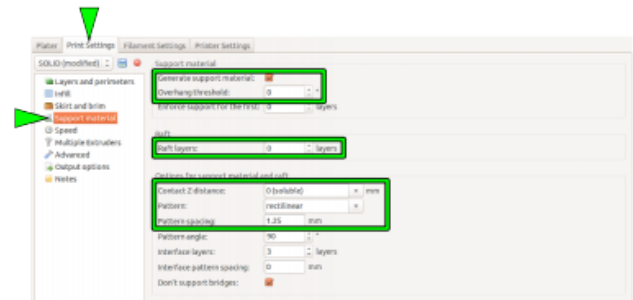 Plater Print Settings Filament Settings Printer Settings
SOLID (modified)
Support material
Layers and perimeters
Generate support material:
Infill
Overhang threshold: 0 °
Skirt and brim
Enforce support for the first: 0 layers
Support material
Speed
Raft
Multiple Extruders
Raft layers: 0 layers
Advanced
Output options
Notes
Options for support material and raft
Contact Z distance: 0 (soluble) mm
Pattern: rectilinear
Pattern spacing: 1.25 mm
Pattern angle: 90 °
Interface layers: 3 layers
Interface pattern spacing: 0 mm
Don't support bridges: